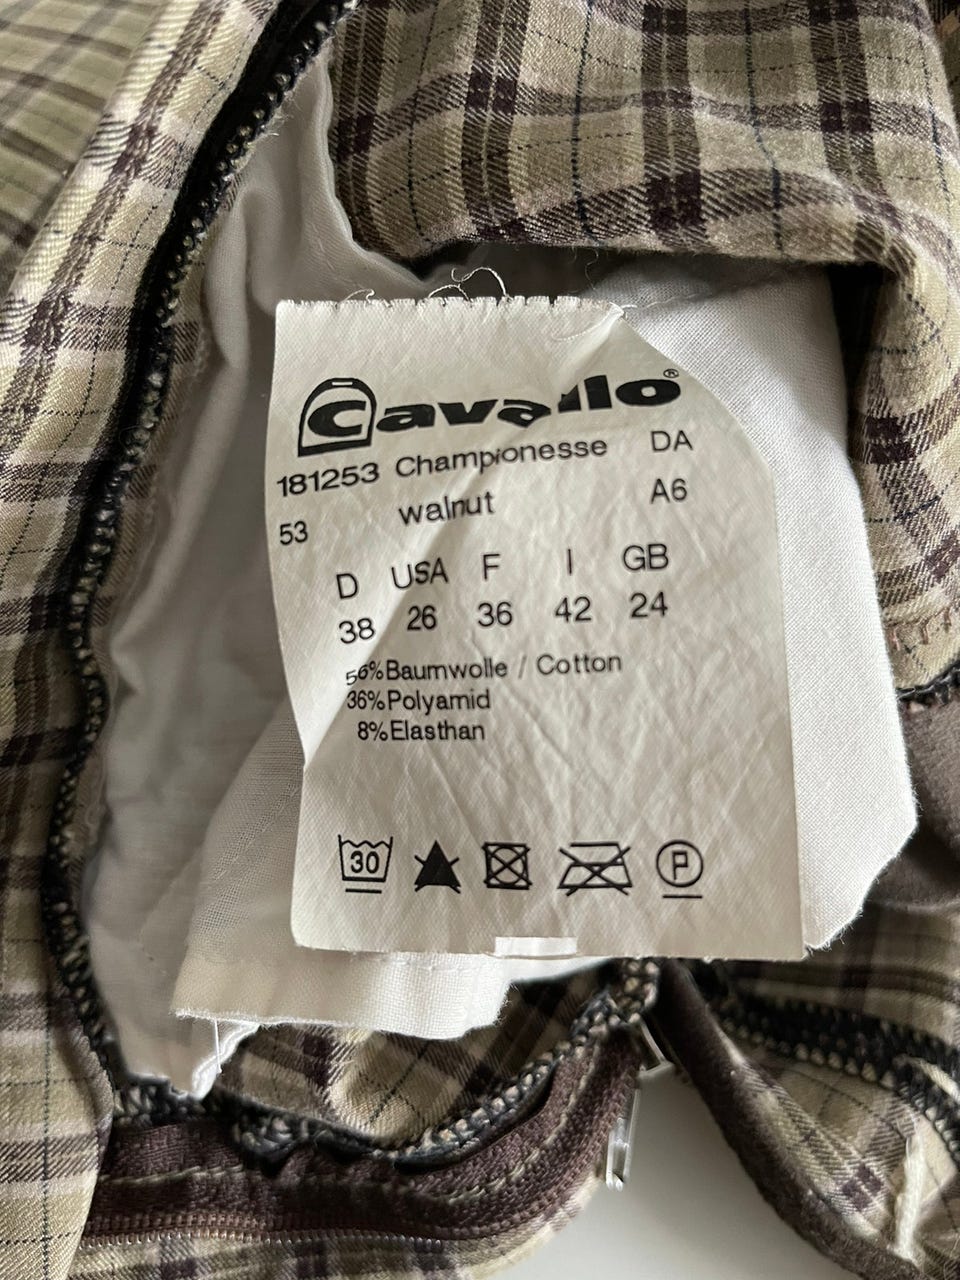 Cavallo®
181253 Championesse DA
53 walnut A6
D USA F I GB
38 26 36 42 24
56% Baumwolle / Cotton
36% Polyamid
8% Elasthan
30 P